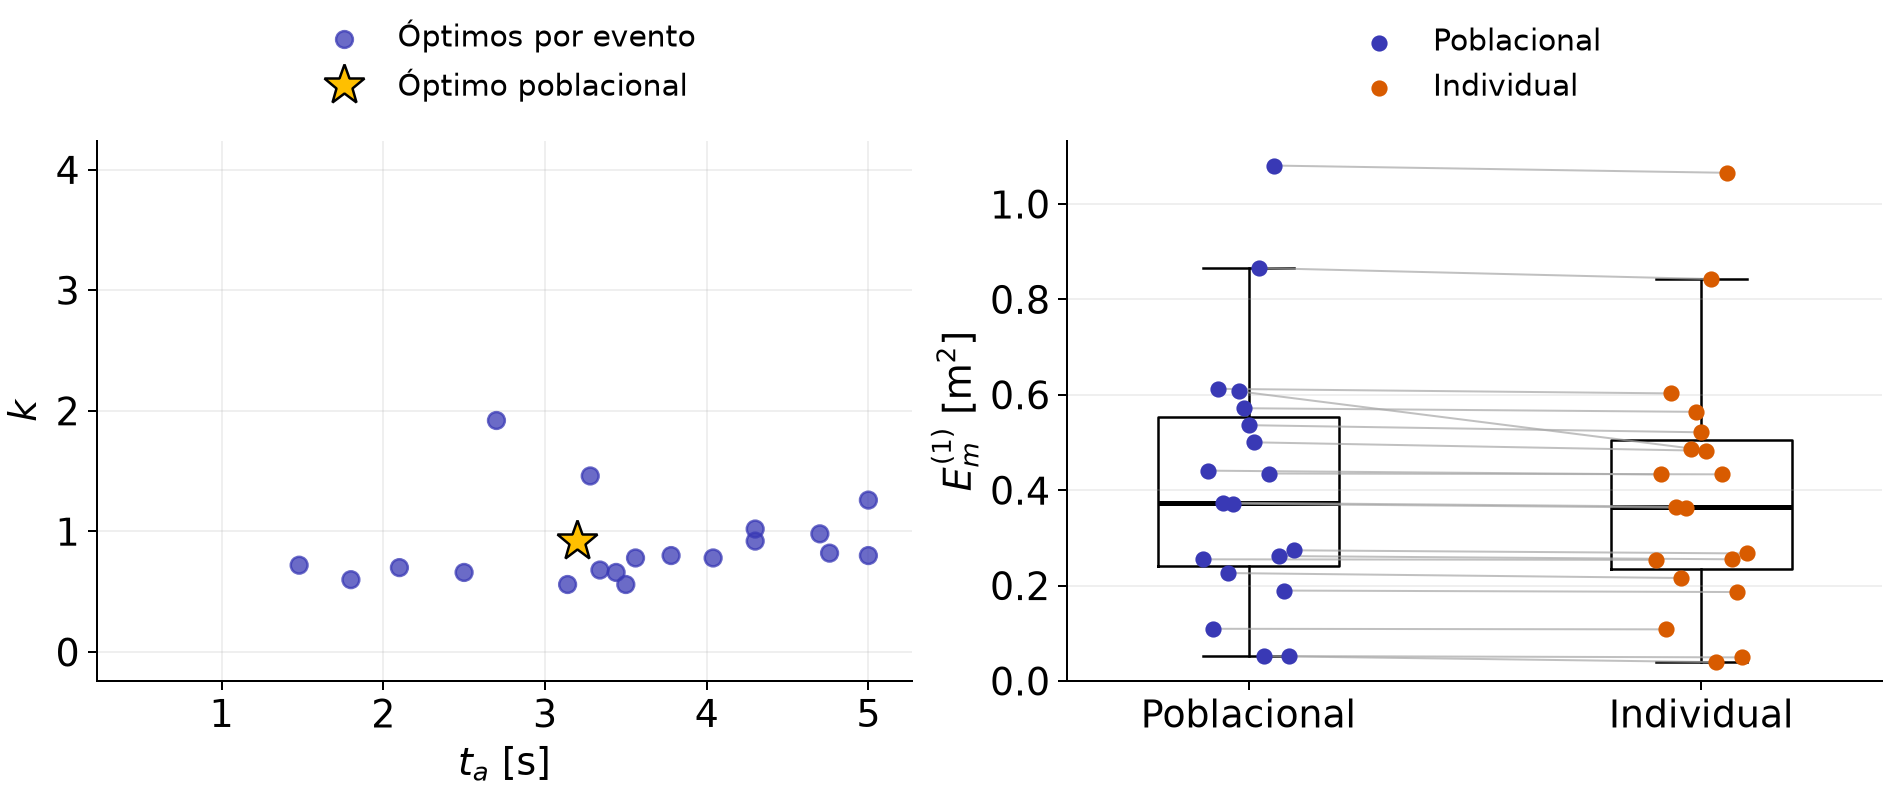 Óptimos por evento
Óptimo poblacional
4
3
2
1
0
k
1 2 3 4 5
t_a [s]
Poblacional
Individual
1.0
0.8
0.6
0.4
0.2
0.0
E_m^(1) [m²]
Poblacional Individual